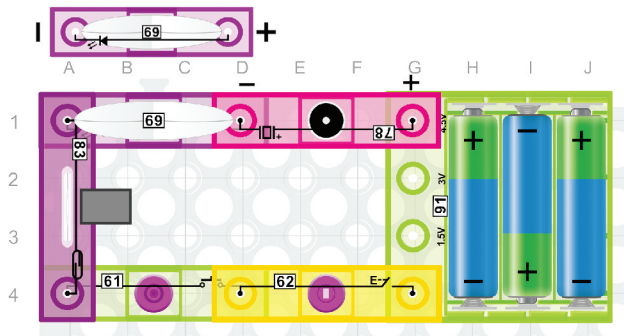 I 69 +
A B C D E F G H I J
− +
1 69 + 78 4.5V + − +
83
2 3V
91
3 1.5V
4 61 62 E − + −